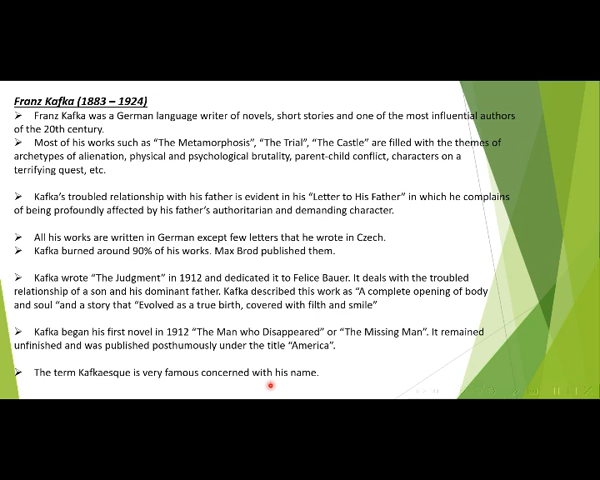 Franz Kafka (1883 – 1924)
➢ Franz Kafka was a German language writer of novels, short stories and one of the most influential authors
of the 20th century.
➢ Most of his works such as “The Metamorphosis”, “The Trial”, “The Castle” are filled with the themes of
archetypes of alienation, physical and psychological brutality, parent-child conflict, characters on a
terrifying quest, etc.
➢ Kafka’s troubled relationship with his father is evident in his “Letter to His Father” in which he complains
of being profoundly affected by his father’s authoritarian and demanding character.
➢ All his works are written in German except few letters that he wrote in Czech.
➢ Kafka burned around 90% of his works. Max Brod published them.
➢ Kafka wrote “The Judgment” in 1912 and dedicated it to Felice Bauer. It deals with the troubled
relationship of a son and his dominant father. Kafka described this work as “A complete opening of body
and soul “and a story that “Evolved as a true birth, covered with filth and smile”
➢ Kafka began his first novel in 1912 “The Man who Disappeared” or “The Missing Man”. It remained
unfinished and was published posthumously under the title “America”.
➢ The term Kafkaesque is very famous concerned with his name.